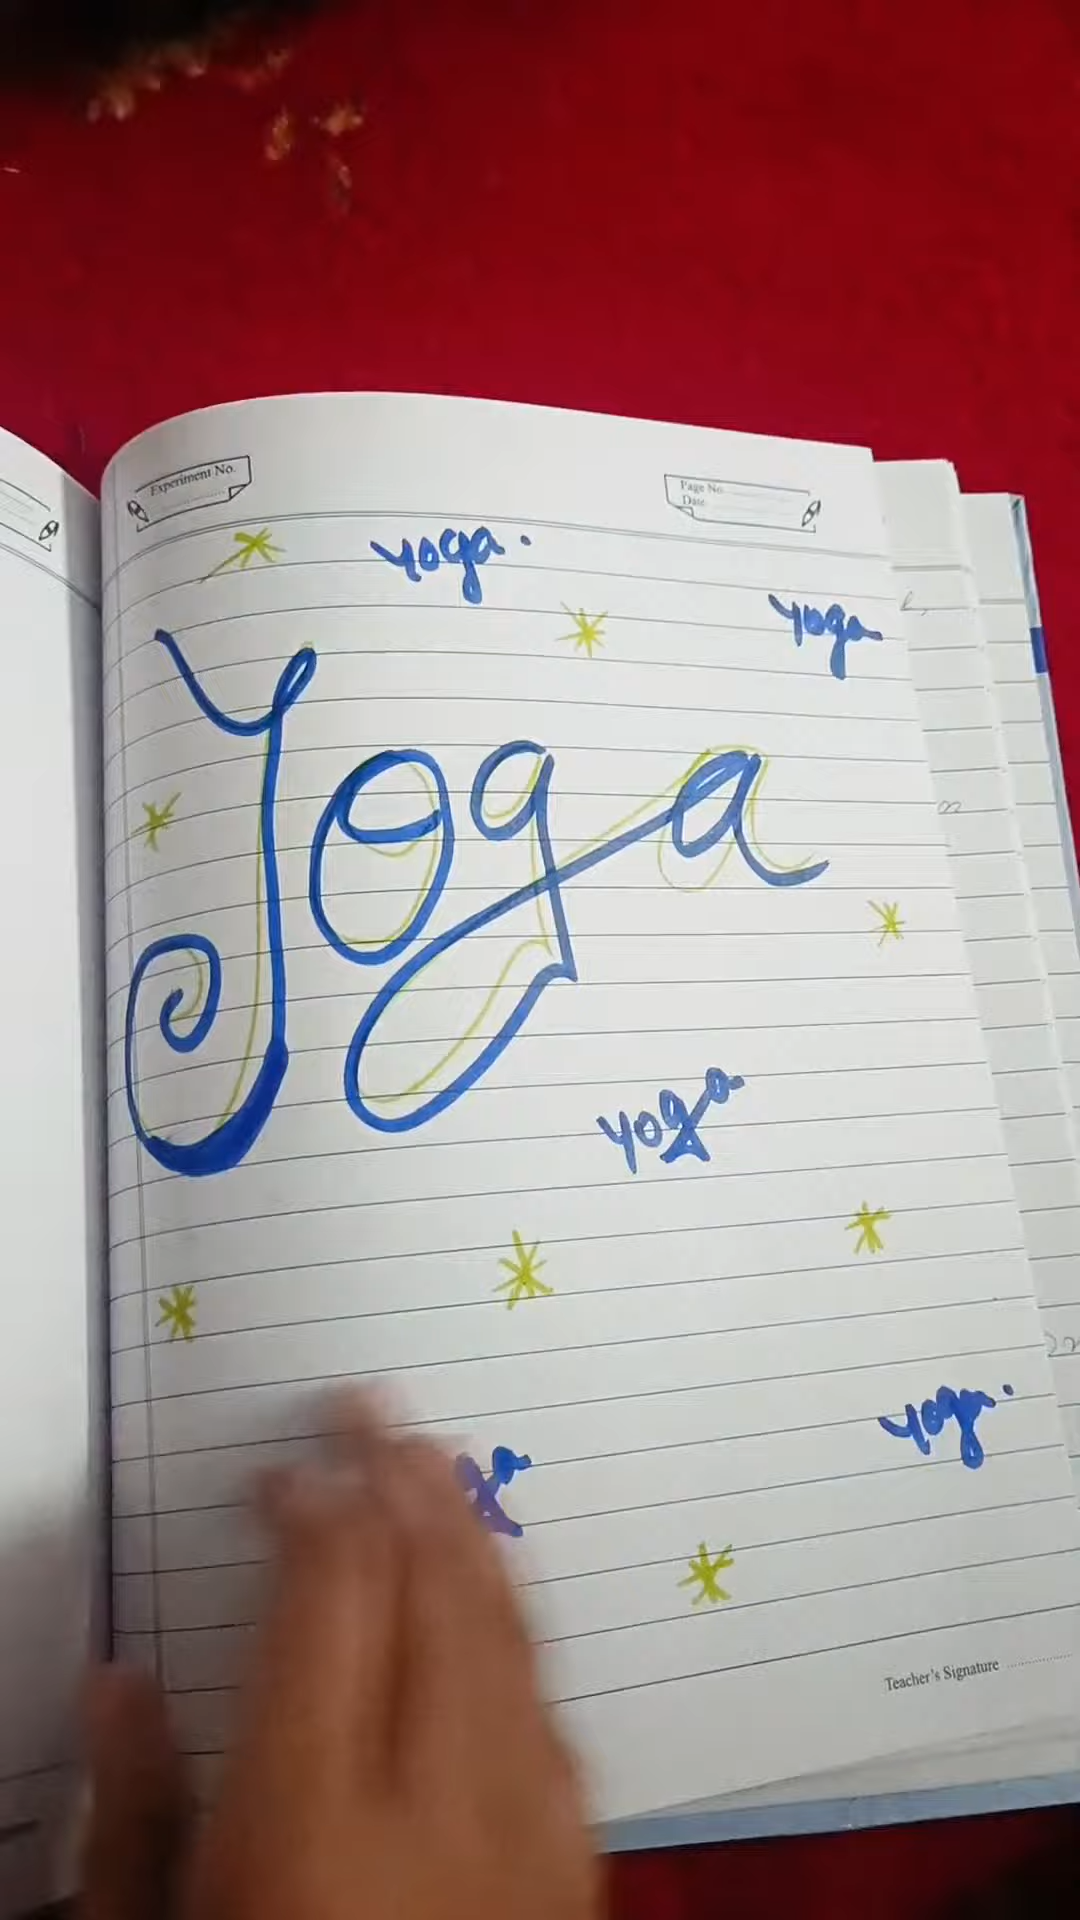 Experiment No.
Page No.
Date
yoga.
yoga
Yoga
yoga
yoga.
Teacher's Signature